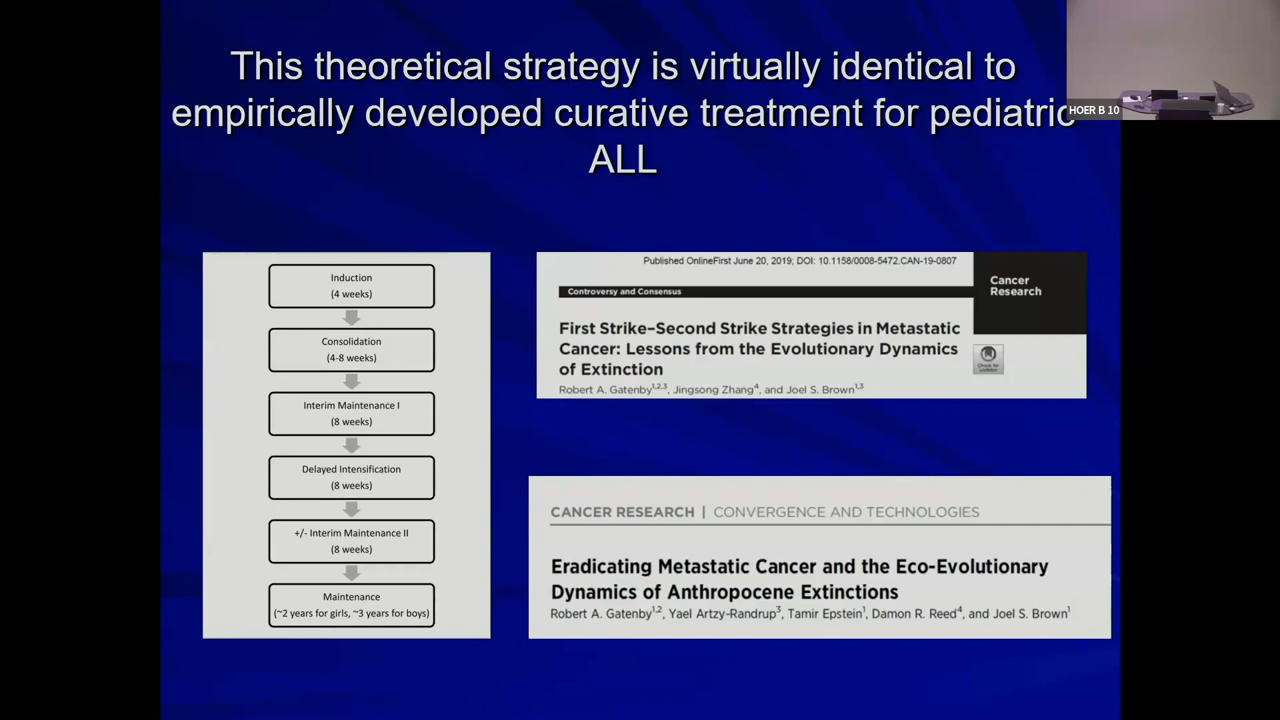 This theoretical strategy is virtually identical to
empirically developed curative treatment for pediatric
ALL
HOER B 10
Induction
(4 weeks)
Consolidation
(4-8 weeks)
Interim Maintenance I
(8 weeks)
Delayed Intensification
(8 weeks)
+/- Interim Maintenance II
(8 weeks)
Maintenance
(~2 years for girls, ~3 years for boys)
Published OnlineFirst June 20, 2019; DOI: 10.1158/0008-5472.CAN-19-0807
Controversy and Consensus
Cancer
Research
First Strike–Second Strike Strategies in Metastatic
Cancer: Lessons from the Evolutionary Dynamics
of Extinction
Check for
updates
Robert A. Gatenby1,2,3, Jingsong Zhang4, and Joel S. Brown1,3
CANCER RESEARCH | CONVERGENCE AND TECHNOLOGIES
Eradicating Metastatic Cancer and the Eco-Evolutionary
Dynamics of Anthropocene Extinctions
Robert A. Gatenby1,2, Yael Artzy-Randrup3, Tamir Epstein1, Damon R. Reed4, and Joel S. Brown1